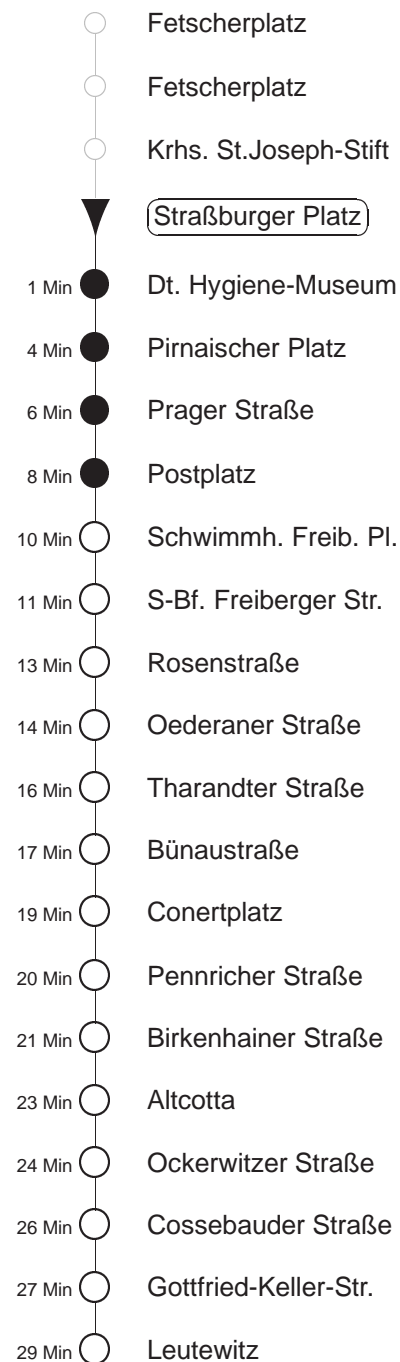 Fetscherplatz
Fetscherplatz
Krhs. St.Joseph-Stift
Straßburger Platz
1 Min Dt. Hygiene-Museum
4 Min Pirnaischer Platz
6 Min Prager Straße
8 Min Postplatz
10 Min Schwimmh. Freib. Pl.
11 Min S-Bf. Freiberger Str.
13 Min Rosenstraße
14 Min Oederaner Straße
16 Min Tharandter Straße
17 Min Bünaustraße
19 Min Conertplatz
20 Min Pennricher Straße
21 Min Birkenhainer Straße
23 Min Altcotta
24 Min Ockerwitzer Straße
26 Min Cossebauder Straße
27 Min Gottfried-Keller-Str.
29 Min Leutewitz